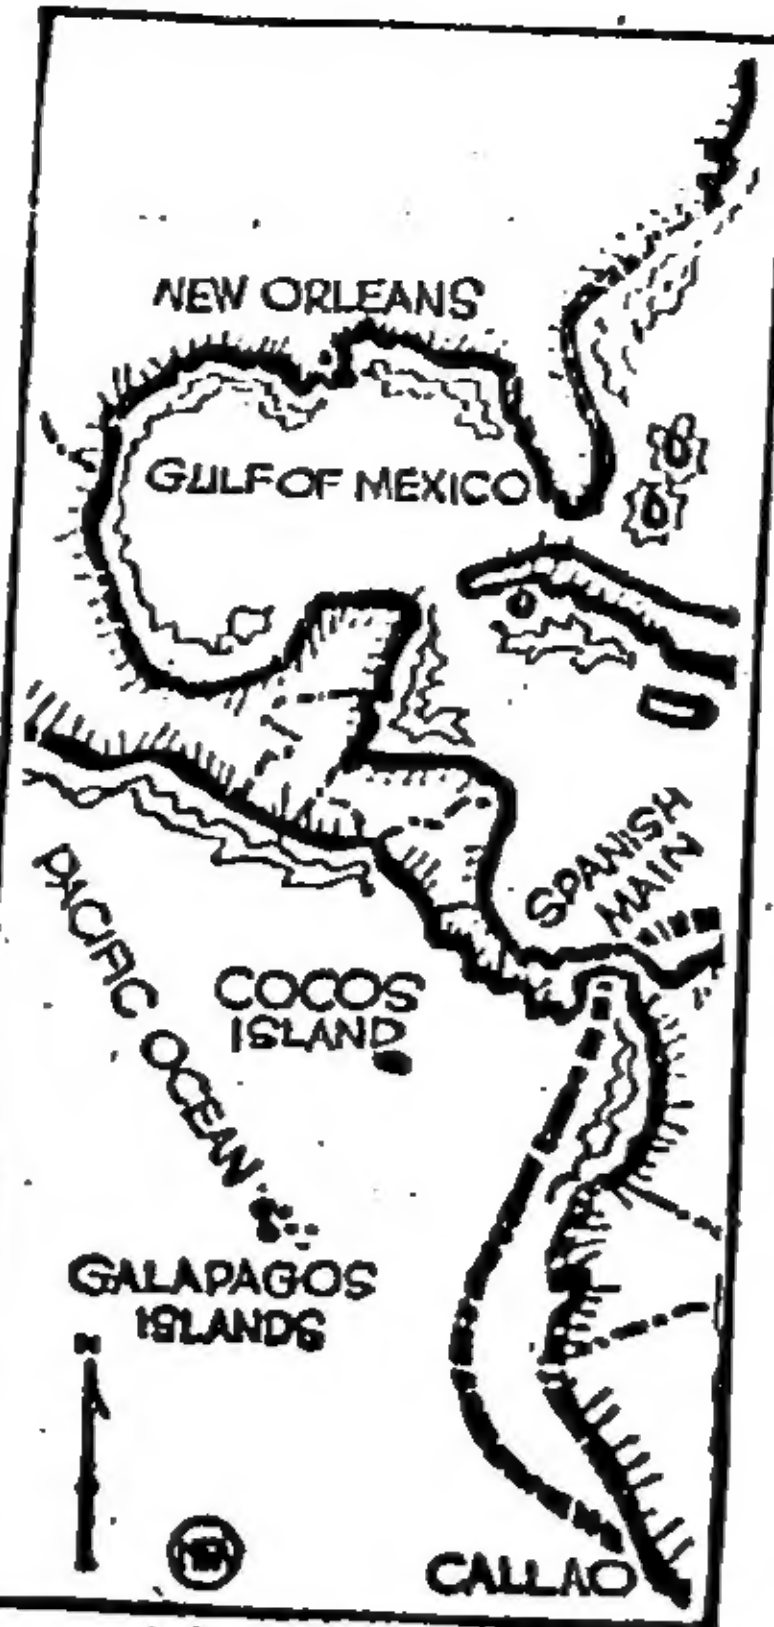 NEW ORLEANS
GULF OF MEXICO
SPANISH
MAIN
PACIFIC OCEAN
COCOS
ISLAND
GALAPAGOS
ISLANDS
N
CALLAO